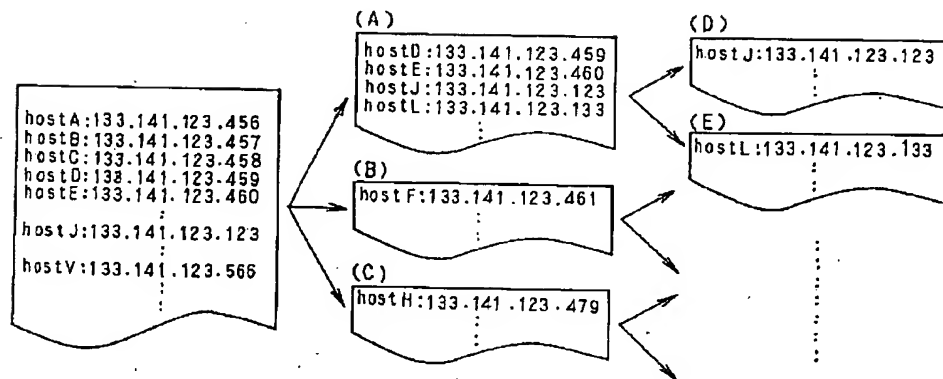 hostA:133.141.123.456
hostB:133.141.123.457
hostC:133.141.123.458
hostD:138.141.123.459
hostE:133.141.123.460
hostJ:133.141.123.123
hostV:133.141.123.566
(A)
hostD:133.141.123.459
hostE:133.141.123.460
hostJ:133.141.123.123
hostL:133.141.123.133
(B)
hostF:133.141.123.461
(C)
hostH:133.141.123.479
(D)
hostJ:133.141.123.123
(E)
hostL:133.141.123.133